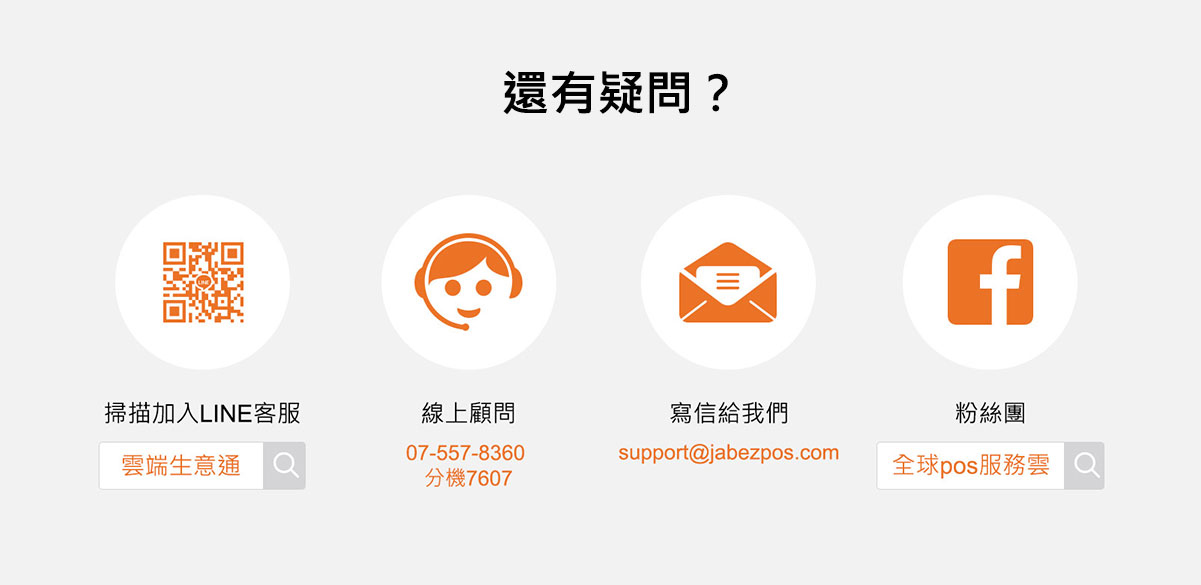 還有疑問？
LINE
掃描加入LINE客服
雲端生意通
線上顧問
07-557-8360
分機7607
寫信給我們
support@jabezpos.com
粉絲團
全球pos服務雲